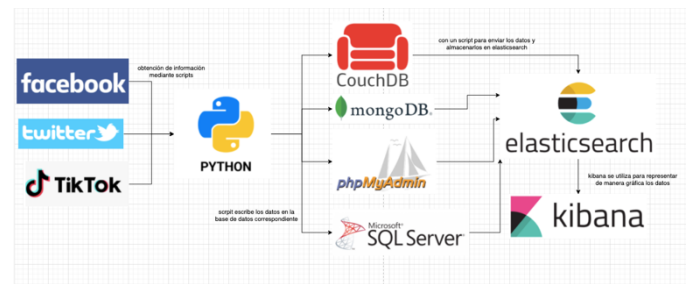 facebook
twitter
TikTok
obtención de información
mediante scripts
PYTHON
scrpit escribe los datos en la
base de datos correspondiente
CouchDB
mongoDB®
phpMyAdmin
Microsoft®
SQL Server®
con un script para enviar los datos y
almacenarlos en elasticsearch
elasticsearch
kibana se utiliza para representar
de manera gráfica los datos
kibana